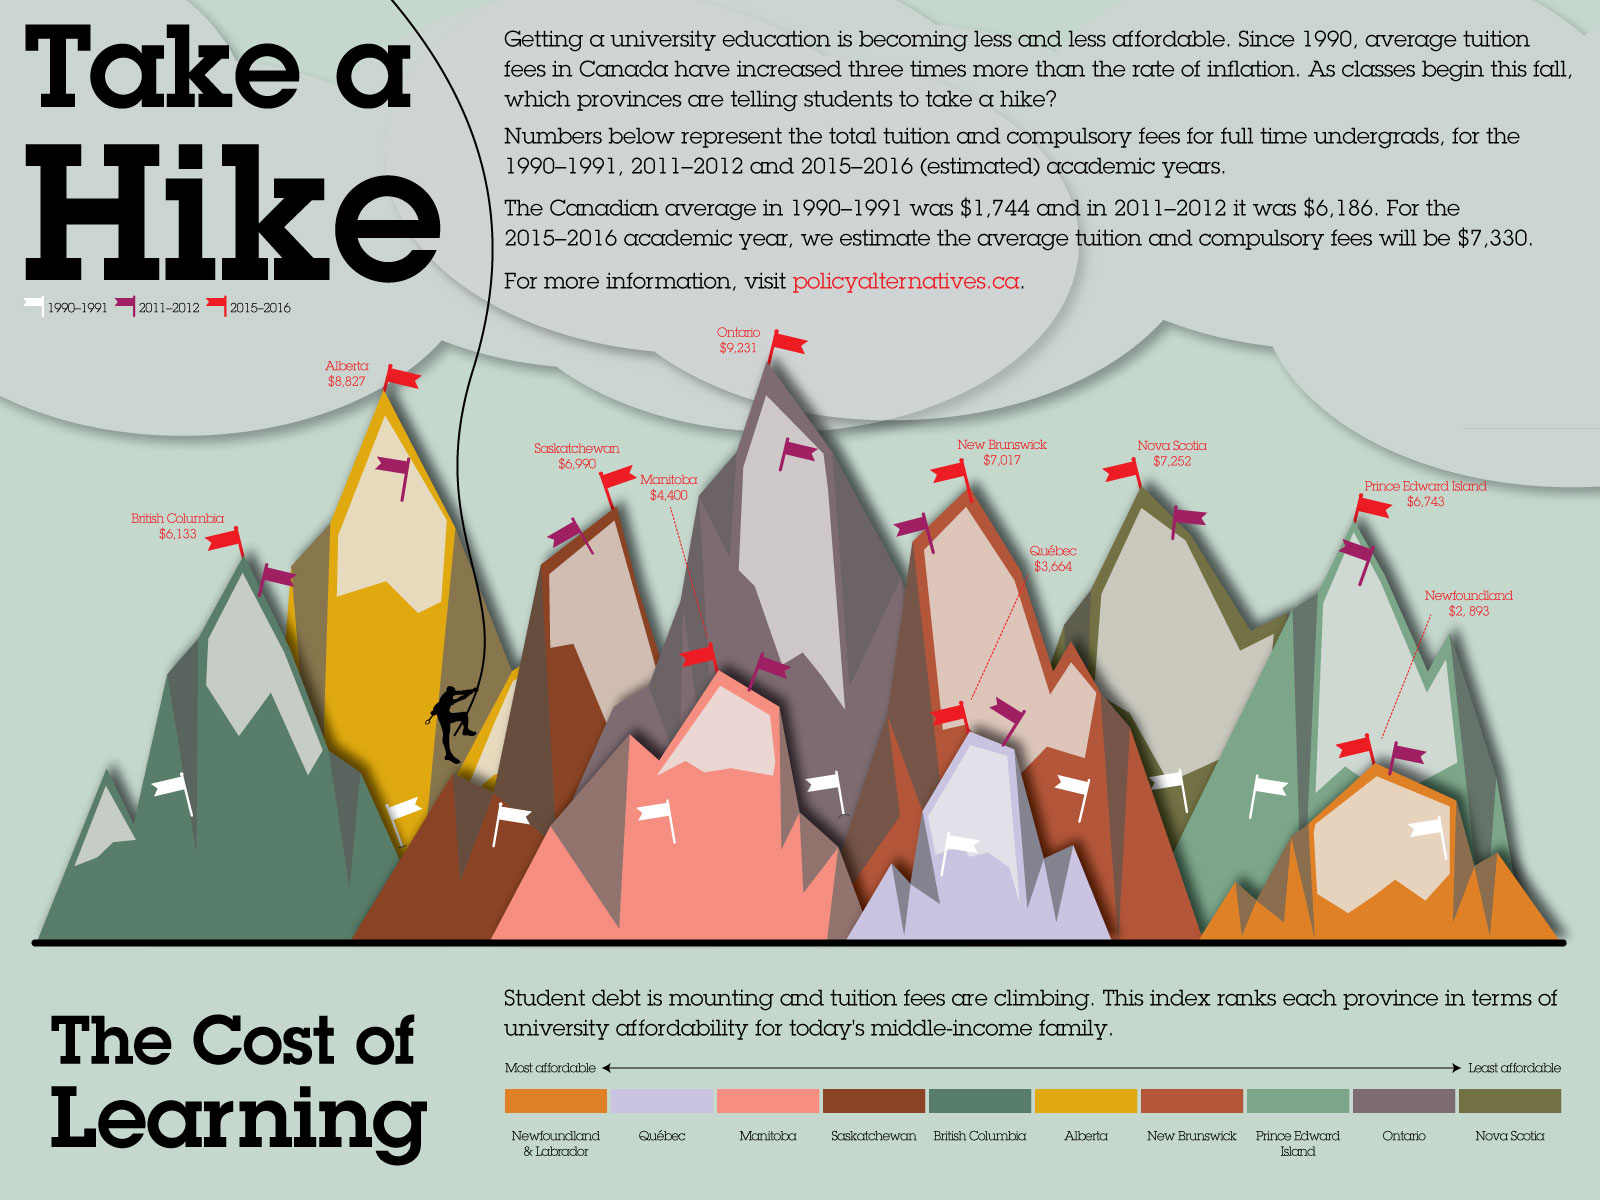 Take a
Hike
1990–1991 2011–2012 2015–2016
Getting a university education is becoming less and less affordable. Since 1990, average tuition
fees in Canada have increased three times more than the rate of inflation. As classes begin this fall,
which provinces are telling students to take a hike?
Numbers below represent the total tuition and compulsory fees for full time undergrads, for the
1990–1991, 2011–2012 and 2015–2016 (estimated) academic years.
The Canadian average in 1990–1991 was $1,744 and in 2011–2012 it was $6,186. For the
2015–2016 academic year, we estimate the average tuition and compulsory fees will be $7,330.
For more information, visit policyalternatives.ca.
British Columbia
$6,133
Alberta
$8,827
Saskatchewan
$6,990
Manitoba
$4,400
Ontario
$9,231
New Brunswick
$7,017
Québec
$3,664
Nova Scotia
$7,252
Prince Edward Island
$6,743
Newfoundland
$2, 893
The Cost of
Learning
Student debt is mounting and tuition fees are climbing. This index ranks each province in terms of
university affordability for today's middle-income family.
Most affordable Least affordable
Newfoundland
& Labrador
Québec
Manitoba
Saskatchewan
British Columbia
Alberta
New Brunswick
Prince Edward
Island
Ontario
Nova Scotia